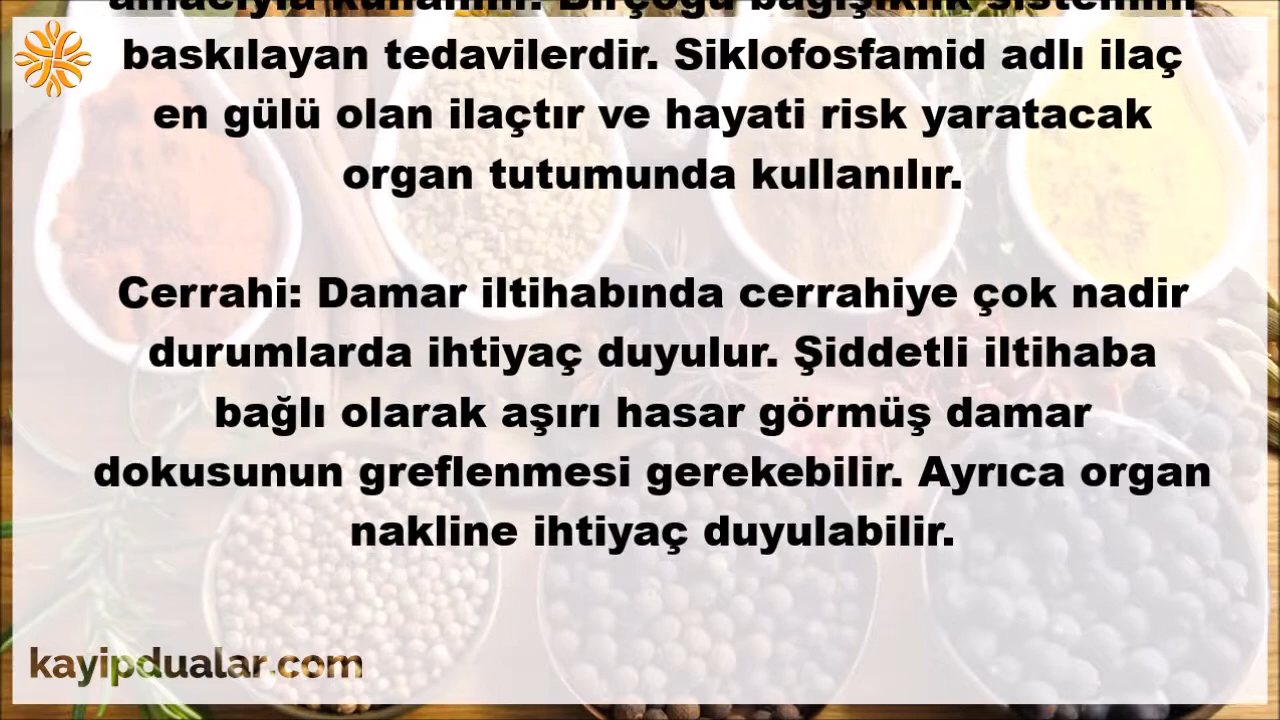 amacıyla kullanılır. Birçoğu bağışıklık sistemini
baskılayan tedavilerdir. Siklofosfamid adlı ilaç
en gülü olan ilaçtır ve hayati risk yaratacak
organ tutumunda kullanılır.
Cerrahi: Damar iltihabında cerrahiye çok nadir
durumlarda ihtiyaç duyulur. Şiddetli iltihaba
bağlı olarak aşırı hasar görmüş damar
dokusunun greflenmesi gerekebilir. Ayrıca organ
nakline ihtiyaç duyulabilir.
kayipdualar.com